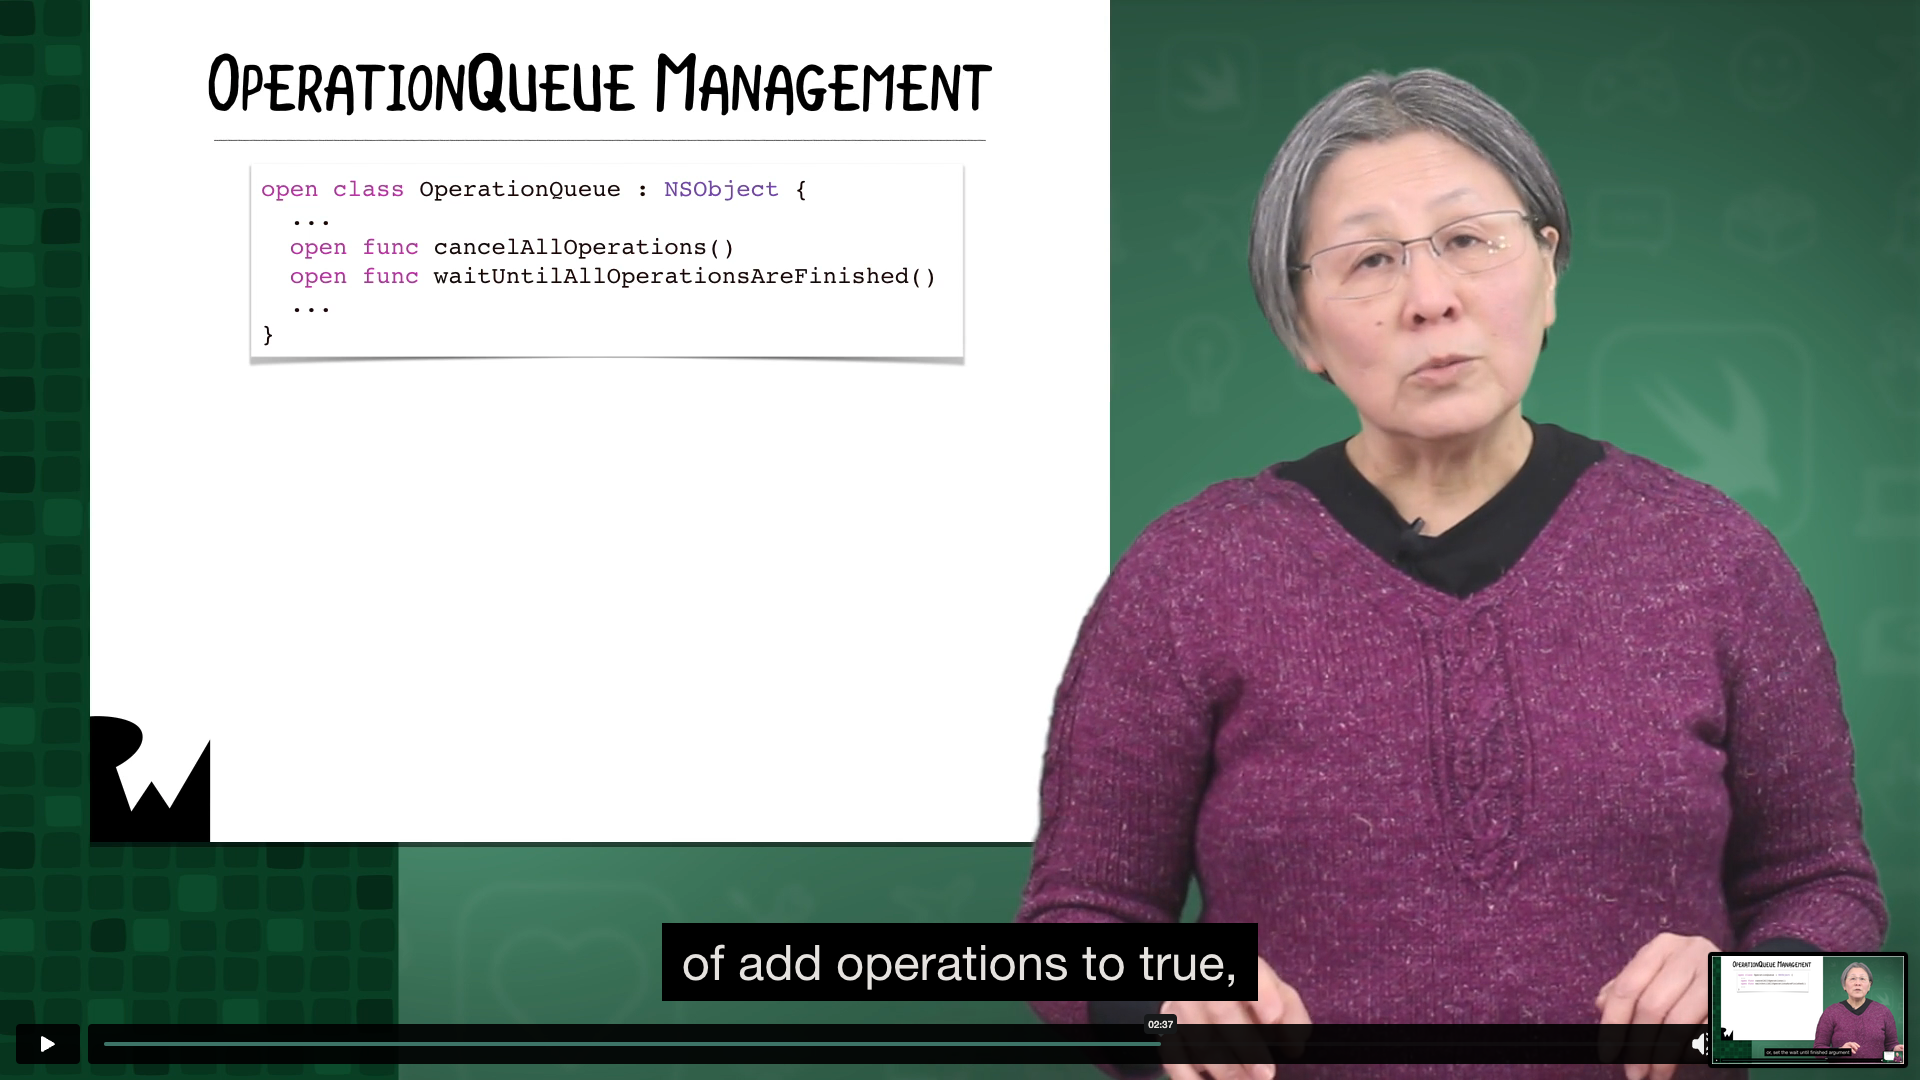 OPERATIONQUEUE MANAGEMENT
open class OperationQueue : NSObject {
...
open func cancelAllOperations()
open func waitUntilAllOperationsAreFinished()
...
}
of add operations to true,
02:37
OPERATIONQUEUE MANAGEMENT
or, set the wait until finished argument